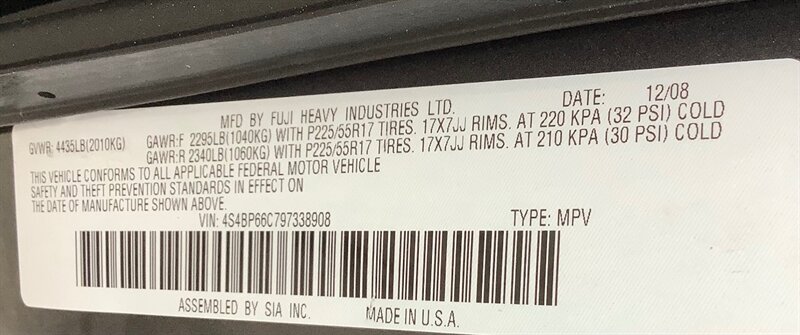 MFD BY FUJI HEAVY INDUSTRIES LTD. DATE: 12/08
GVWR: 4435LB(2010KG) GAWR:F 2295LB(1040KG) WITH P225/55R17 TIRES. 17X7JJ RIMS. AT 220 KPA (32 PSI) COLD
GAWR:R 2340LB(1060KG) WITH P225/55R17 TIRES. 17X7JJ RIMS. AT 210 KPA (30 PSI) COLD
THIS VEHICLE CONFORMS TO ALL APPLICABLE FEDERAL MOTOR VEHICLE
SAFETY AND THEFT PREVENTION STANDARDS IN EFFECT ON
THE DATE OF MANUFACTURE SHOWN ABOVE.
VIN: 4S4BP66C797338908 TYPE: MPV
ASSEMBLED BY SIA INC. MADE IN U.S.A.